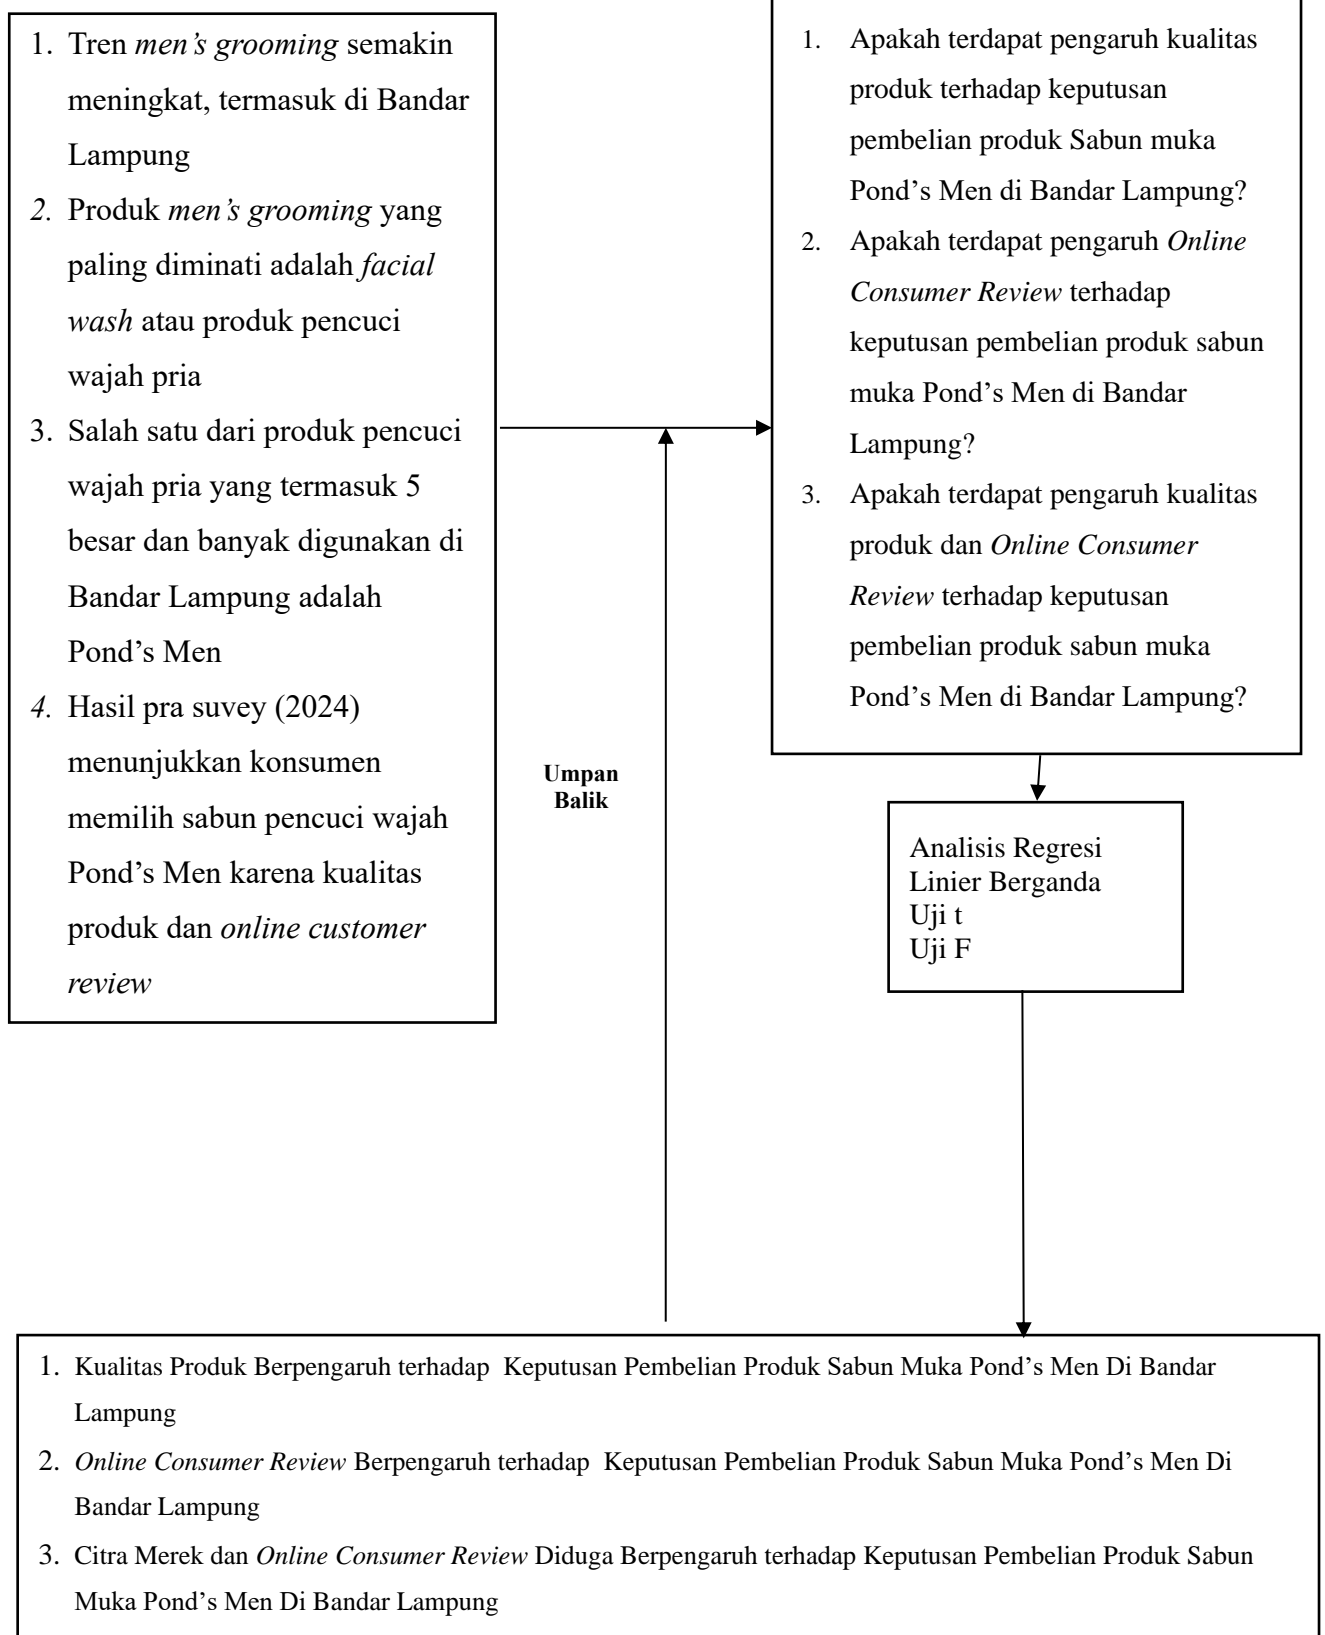 1. Tren men’s grooming semakin
meningkat, termasuk di Bandar
Lampung
2. Produk men’s grooming yang
paling diminati adalah facial
wash atau produk pencuci
wajah pria
3. Salah satu dari produk pencuci
wajah pria yang termasuk 5
besar dan banyak digunakan di
Bandar Lampung adalah
Pond’s Men
4. Hasil pra suvey (2024)
menunjukkan konsumen
memilih sabun pencuci wajah
Pond’s Men karena kualitas
produk dan online customer
review
1. Apakah terdapat pengaruh kualitas
produk terhadap keputusan
pembelian produk Sabun muka
Pond’s Men di Bandar Lampung?
2. Apakah terdapat pengaruh Online
Consumer Review terhadap
keputusan pembelian produk sabun
muka Pond’s Men di Bandar
Lampung?
3. Apakah terdapat pengaruh kualitas
produk dan Online Consumer
Review terhadap keputusan
pembelian produk sabun muka
Pond’s Men di Bandar Lampung?
Umpan
Balik
Analisis Regresi
Linier Berganda
Uji t
Uji F
1. Kualitas Produk Berpengaruh terhadap Keputusan Pembelian Produk Sabun Muka Pond’s Men Di Bandar
Lampung
2. Online Consumer Review Berpengaruh terhadap Keputusan Pembelian Produk Sabun Muka Pond’s Men Di
Bandar Lampung
3. Citra Merek dan Online Consumer Review Diduga Berpengaruh terhadap Keputusan Pembelian Produk Sabun
Muka Pond’s Men Di Bandar Lampung